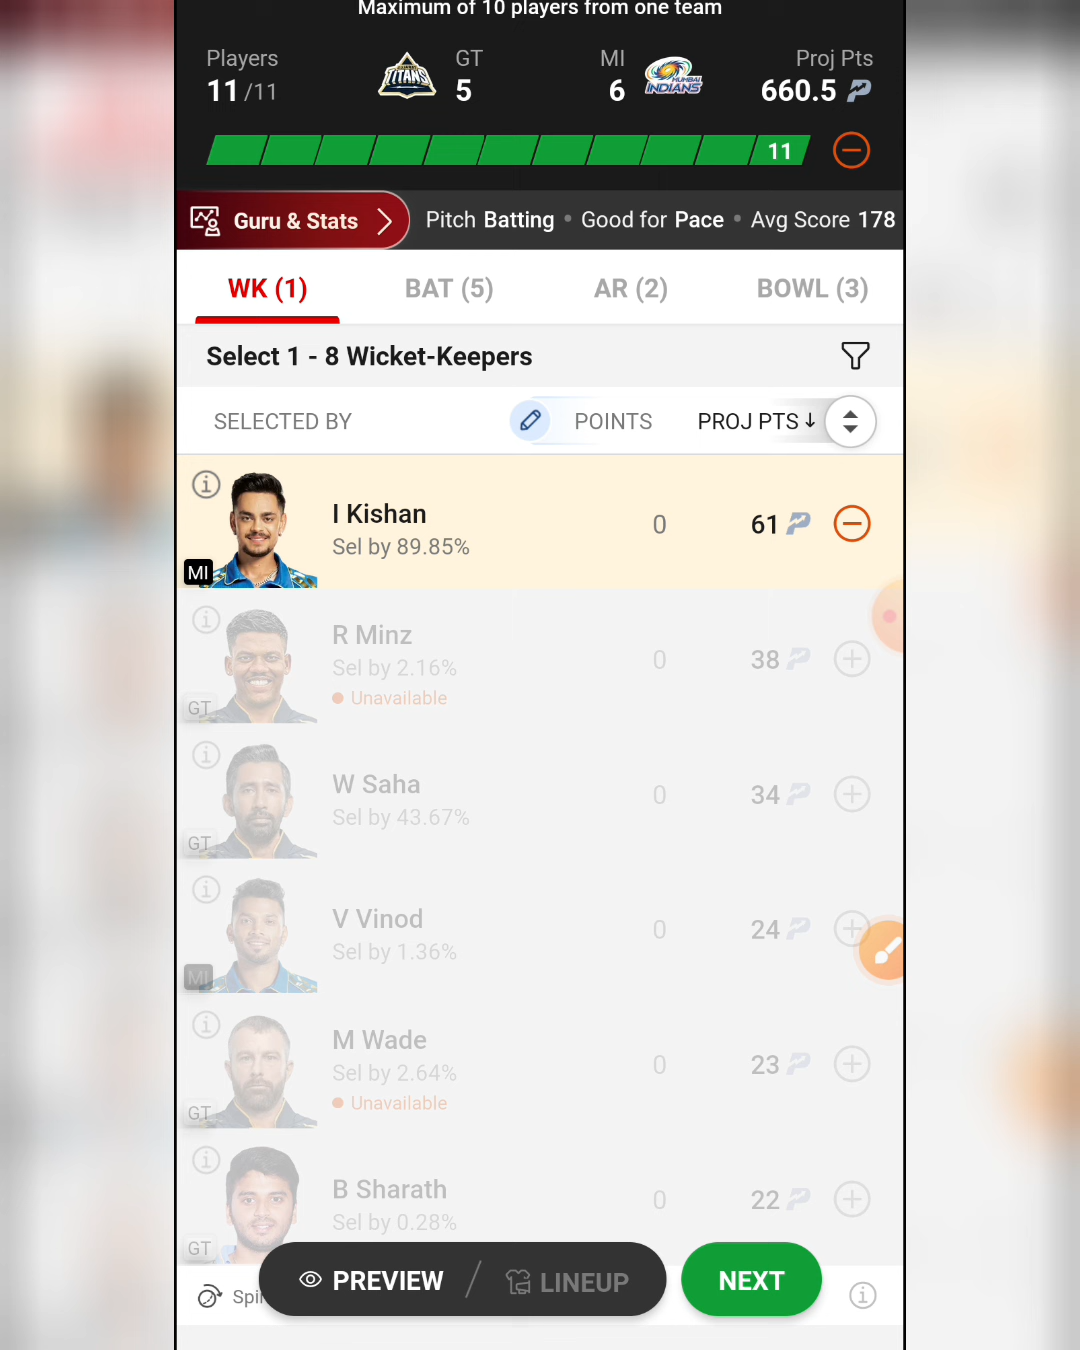 Maximum of 10 players from one team
Players
GT
MI
Proj Pts
11/11
TITANS
5
6
MUMBAI
INDIANS
660.5
11
Guru & Stats
Pitch Batting • Good for Pace • Avg Score 178
WK (1)
BAT (5)
AR (2)
BOWL (3)
Select 1 - 8 Wicket-Keepers
SELECTED BY
POINTS
PROJ PTS ↓
I Kishan
Sel by 89.85%
0
61
MI
R Minz
Sel by 2.16%
Unavailable
0
38
GT
W Saha
Sel by 43.67%
0
34
GT
V Vinod
Sel by 1.36%
0
24
MI
M Wade
Sel by 2.64%
Unavailable
0
23
GT
B Sharath
Sel by 0.28%
0
22
GT
PREVIEW
LINEUP
NEXT